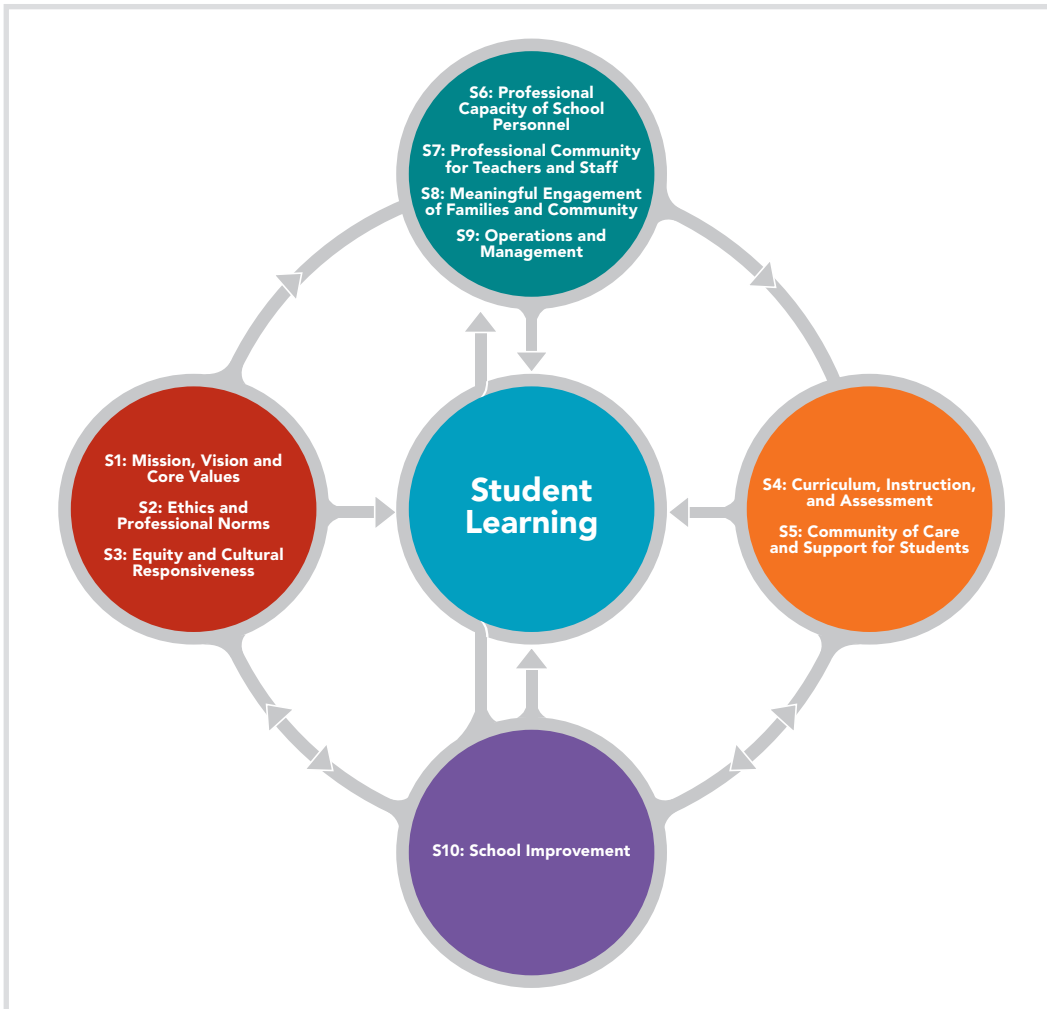 S6: Professional
Capacity of School
Personnel
S7: Professional Community
for Teachers and Staff
S8: Meaningful Engagement
of Families and Community
S9: Operations and
Management
S1: Mission, Vision and
Core Values
S2: Ethics and
Professional Norms
S3: Equity and Cultural
Responsiveness
Student
Learning
S4: Curriculum, Instruction,
and Assessment
S5: Community of Care
and Support for Students
S10: School Improvement